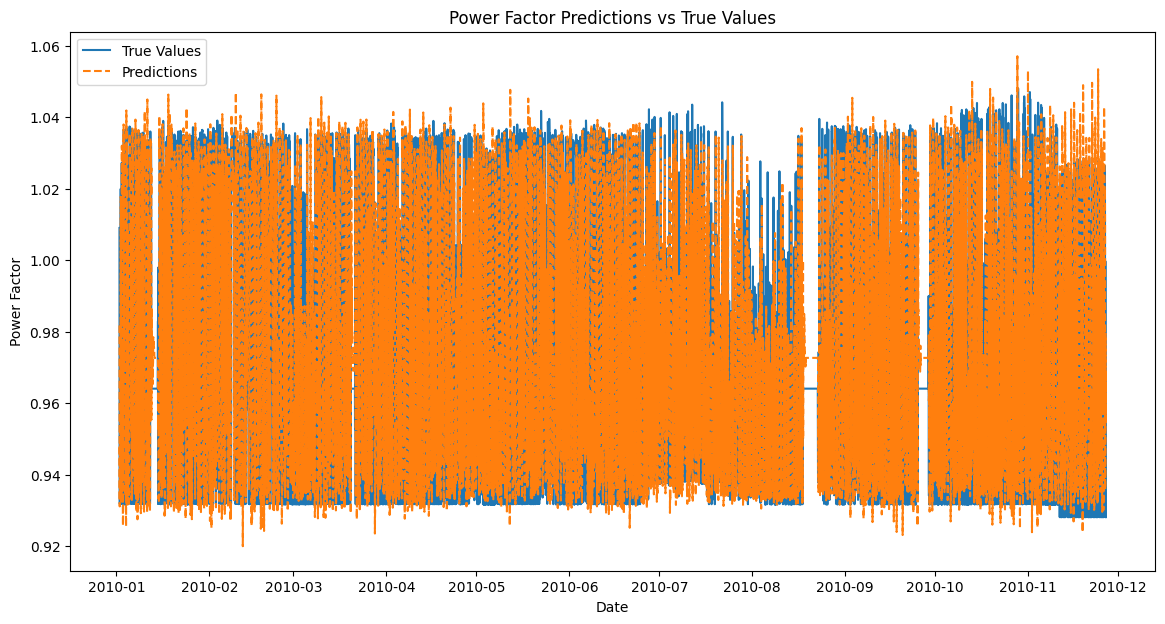 Power Factor Predictions vs True Values
True Values
Predictions
Power Factor
1.06
1.04
1.02
1.00
0.98
0.96
0.94
0.92
2010-01 2010-02 2010-03 2010-04 2010-05 2010-06 2010-07 2010-08 2010-09 2010-10 2010-11 2010-12
Date